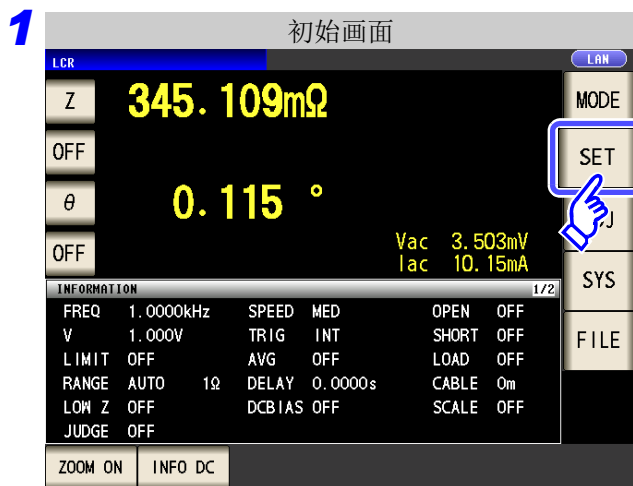 1
初始画面
LCR
LAN
Z 345.109mΩ
MODE
OFF
SET
θ 0.115 °
OFF
Vac 3.503mV
Iac 10.15mA
SYS
INFORMATION 1/2
FREQ 1.0000kHz SPEED MED OPEN OFF
V 1.000V TRIG INT SHORT OFF
FILE
LIMIT OFF AVG OFF LOAD OFF
RANGE AUTO 1Ω DELAY 0.0000s CABLE 0m
LOW Z OFF DCBIAS OFF SCALE OFF
JUDGE OFF
ZOOM ON INFO DC